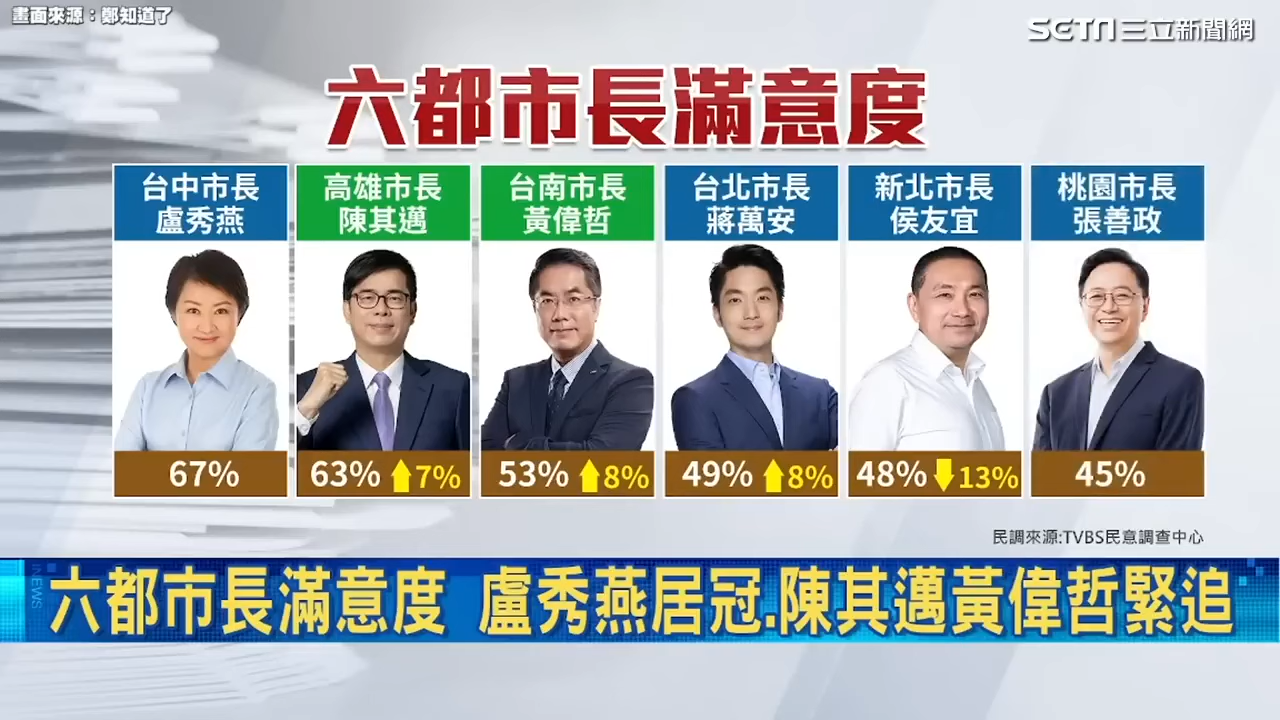 畫面來源：鄭知道了
SETN三立新聞網
六都市長滿意度
台中市長
盧秀燕
67%
高雄市長
陳其邁
63% 7%
台南市長
黃偉哲
53% 8%
台北市長
蔣萬安
49% 8%
新北市長
侯友宜
48% 13%
桃園市長
張善政
45%
民調來源:TVBS民意調查中心
NEWS
六都市長滿意度 盧秀燕居冠.陳其邁黃偉哲緊追